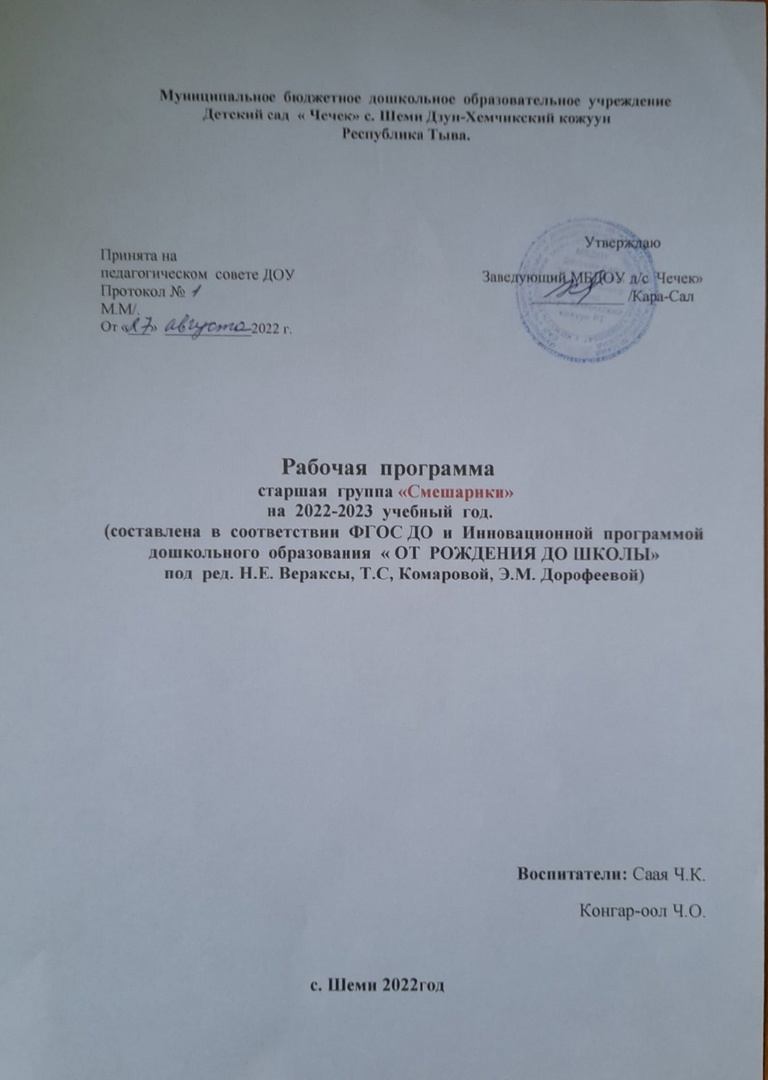 Муниципальное бюджетное дошкольное образовательное учреждение
Детский сад « Чечек» с. Шеми Дзун-Хемчикский кожуун
Республика Тыва.
Принята на
педагогическом совете ДОУ
Протокол № 1
М.М/.
От «27» августа 2022 г.
Утверждаю
Заведующий МБДОУ д/с Чечек»
/Кара-Сал
Рабочая программа
старшая группа «Смешарики»
на 2022-2023 учебный год.
(составлена в соответствии ФГОС ДО и Инновационной программой
дошкольного образования « ОТ РОЖДЕНИЯ ДО ШКОЛЫ»
под ред. Н.Е. Вераксы, Т.С, Комаровой, Э.М. Дорофеевой)
Воспитатели: Саая Ч.К.
Конгар-оол Ч.О.
с. Шеми 2022год